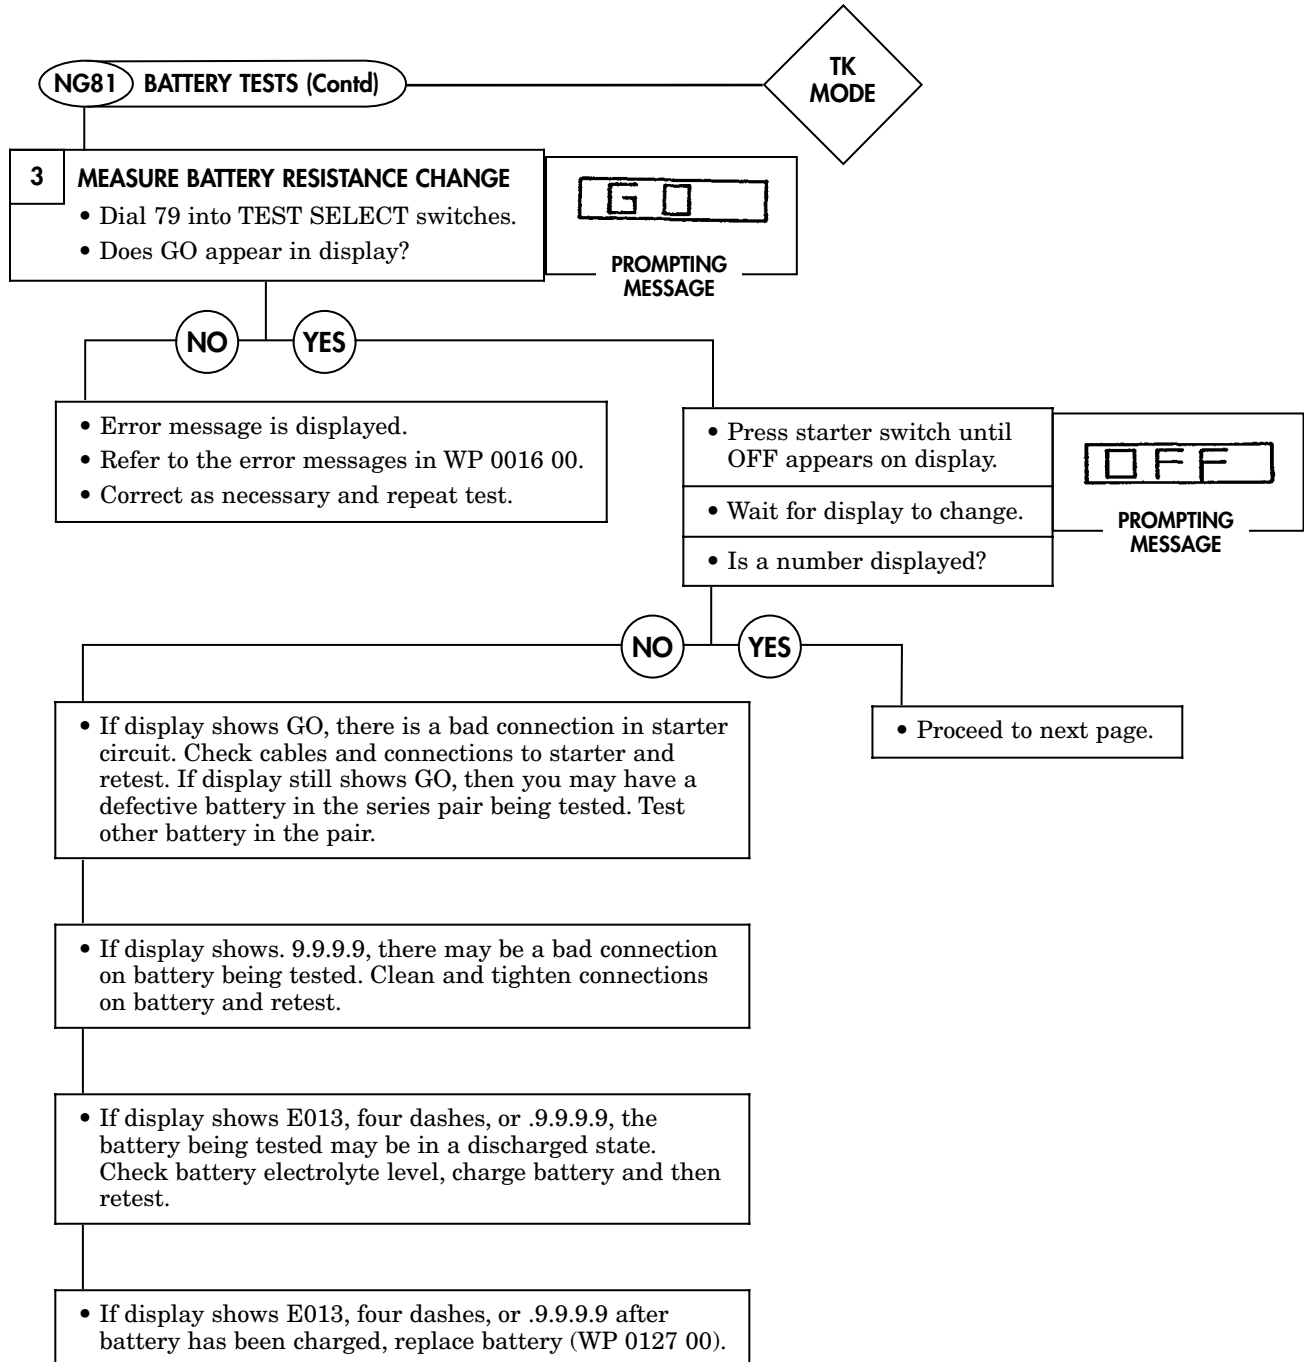 NG81 BATTERY TESTS (Contd)
TK
MODE
3 MEASURE BATTERY RESISTANCE CHANGE
• Dial 79 into TEST SELECT switches.
• Does GO appear in display?
GO
PROMPTING
MESSAGE
NO YES
• Error message is displayed.
• Refer to the error messages in WP 0016 00.
• Correct as necessary and repeat test.
• Press starter switch until
OFF appears on display.
• Wait for display to change.
• Is a number displayed?
OFF
PROMPTING
MESSAGE
NO YES
• If display shows GO, there is a bad connection in starter
circuit. Check cables and connections to starter and
retest. If display still shows GO, then you may have a
defective battery in the series pair being tested. Test
other battery in the pair.
• Proceed to next page.
• If display shows. 9.9.9.9, there may be a bad connection
on battery being tested. Clean and tighten connections
on battery and retest.
• If display shows E013, four dashes, or .9.9.9.9, the
battery being tested may be in a discharged state.
Check battery electrolyte level, charge battery and then
retest.
• If display shows E013, four dashes, or .9.9.9.9 after
battery has been charged, replace battery (WP 0127 00).